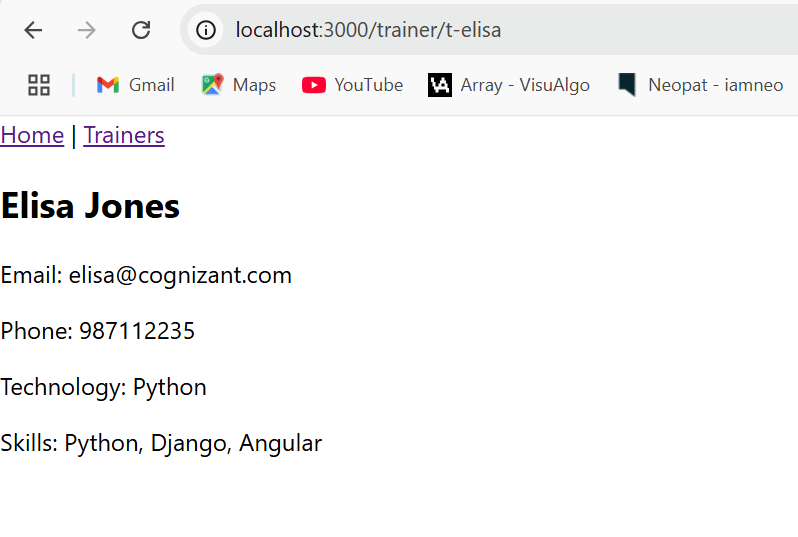 localhost:3000/trainer/t-elisa
Gmail Maps YouTube VA Array - VisuAlgo Neopat - iamneo
Home | Trainers
Elisa Jones
Email: elisa@cognizant.com
Phone: 987112235
Technology: Python
Skills: Python, Django, Angular